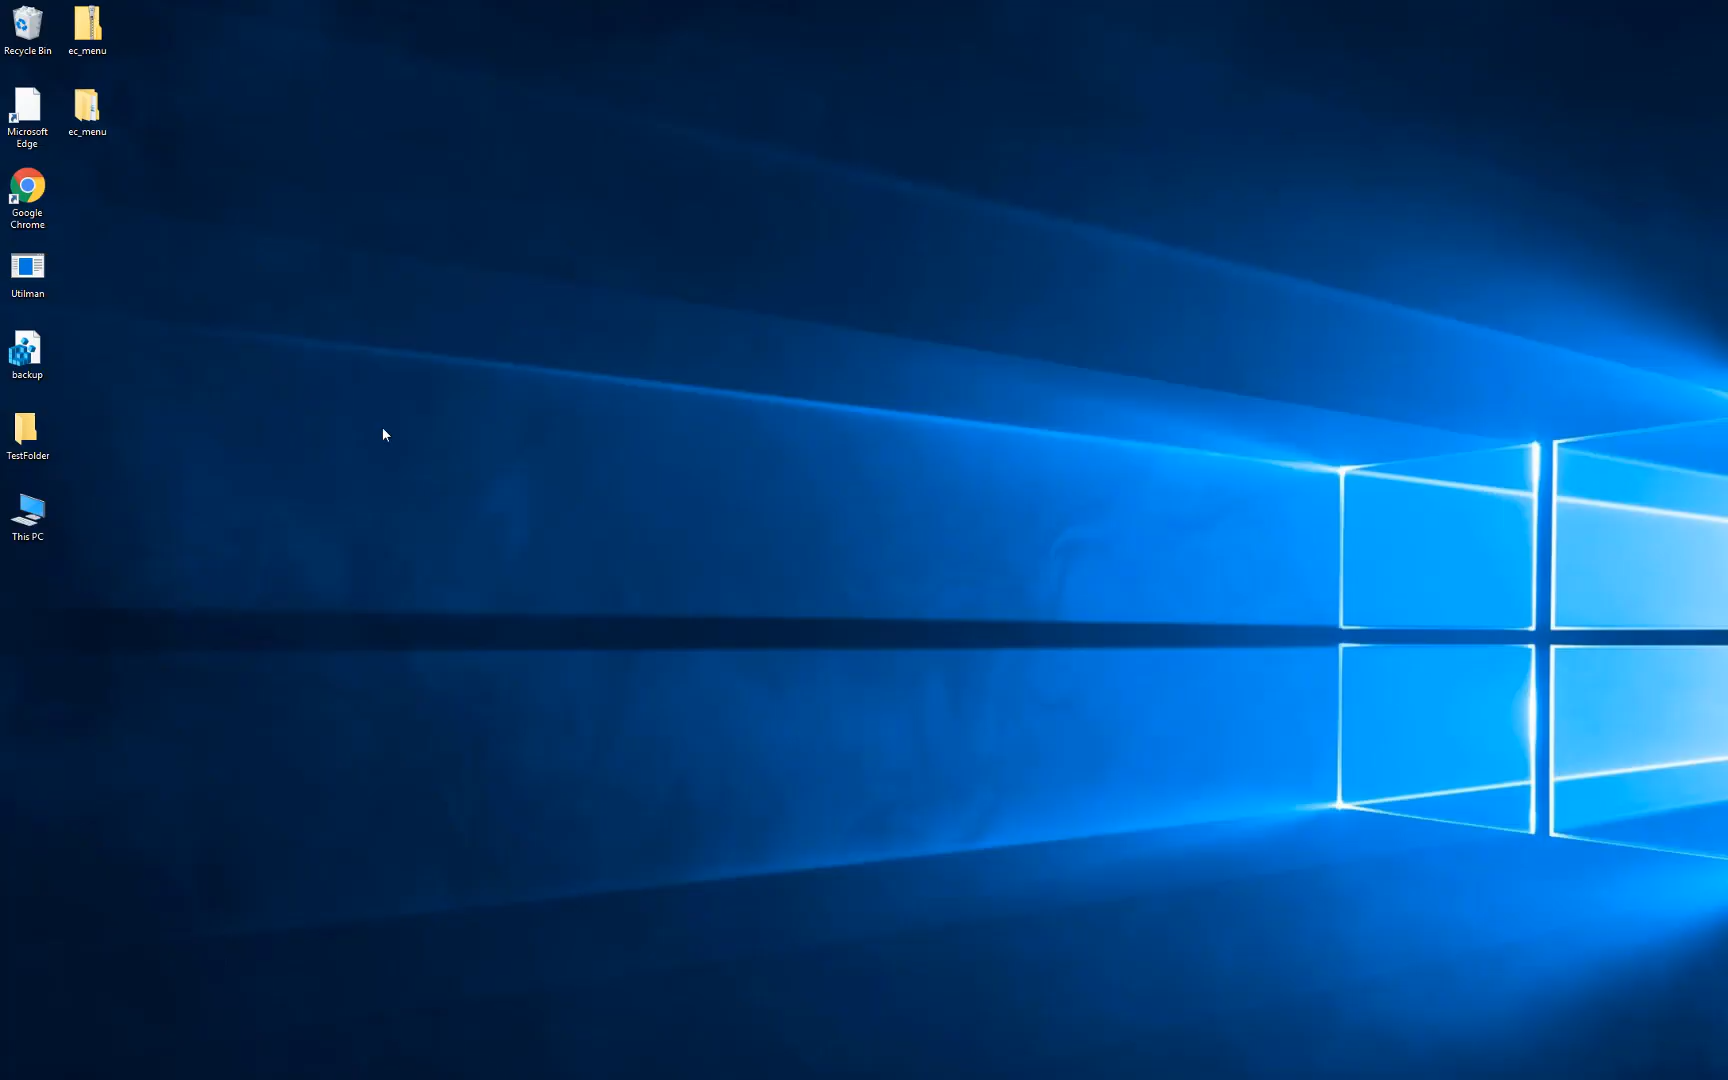 Recycle Bin
ec_menu
Microsoft
Edge
ec_menu
Google
Chrome
Utilman
backup
TestFolder
This PC